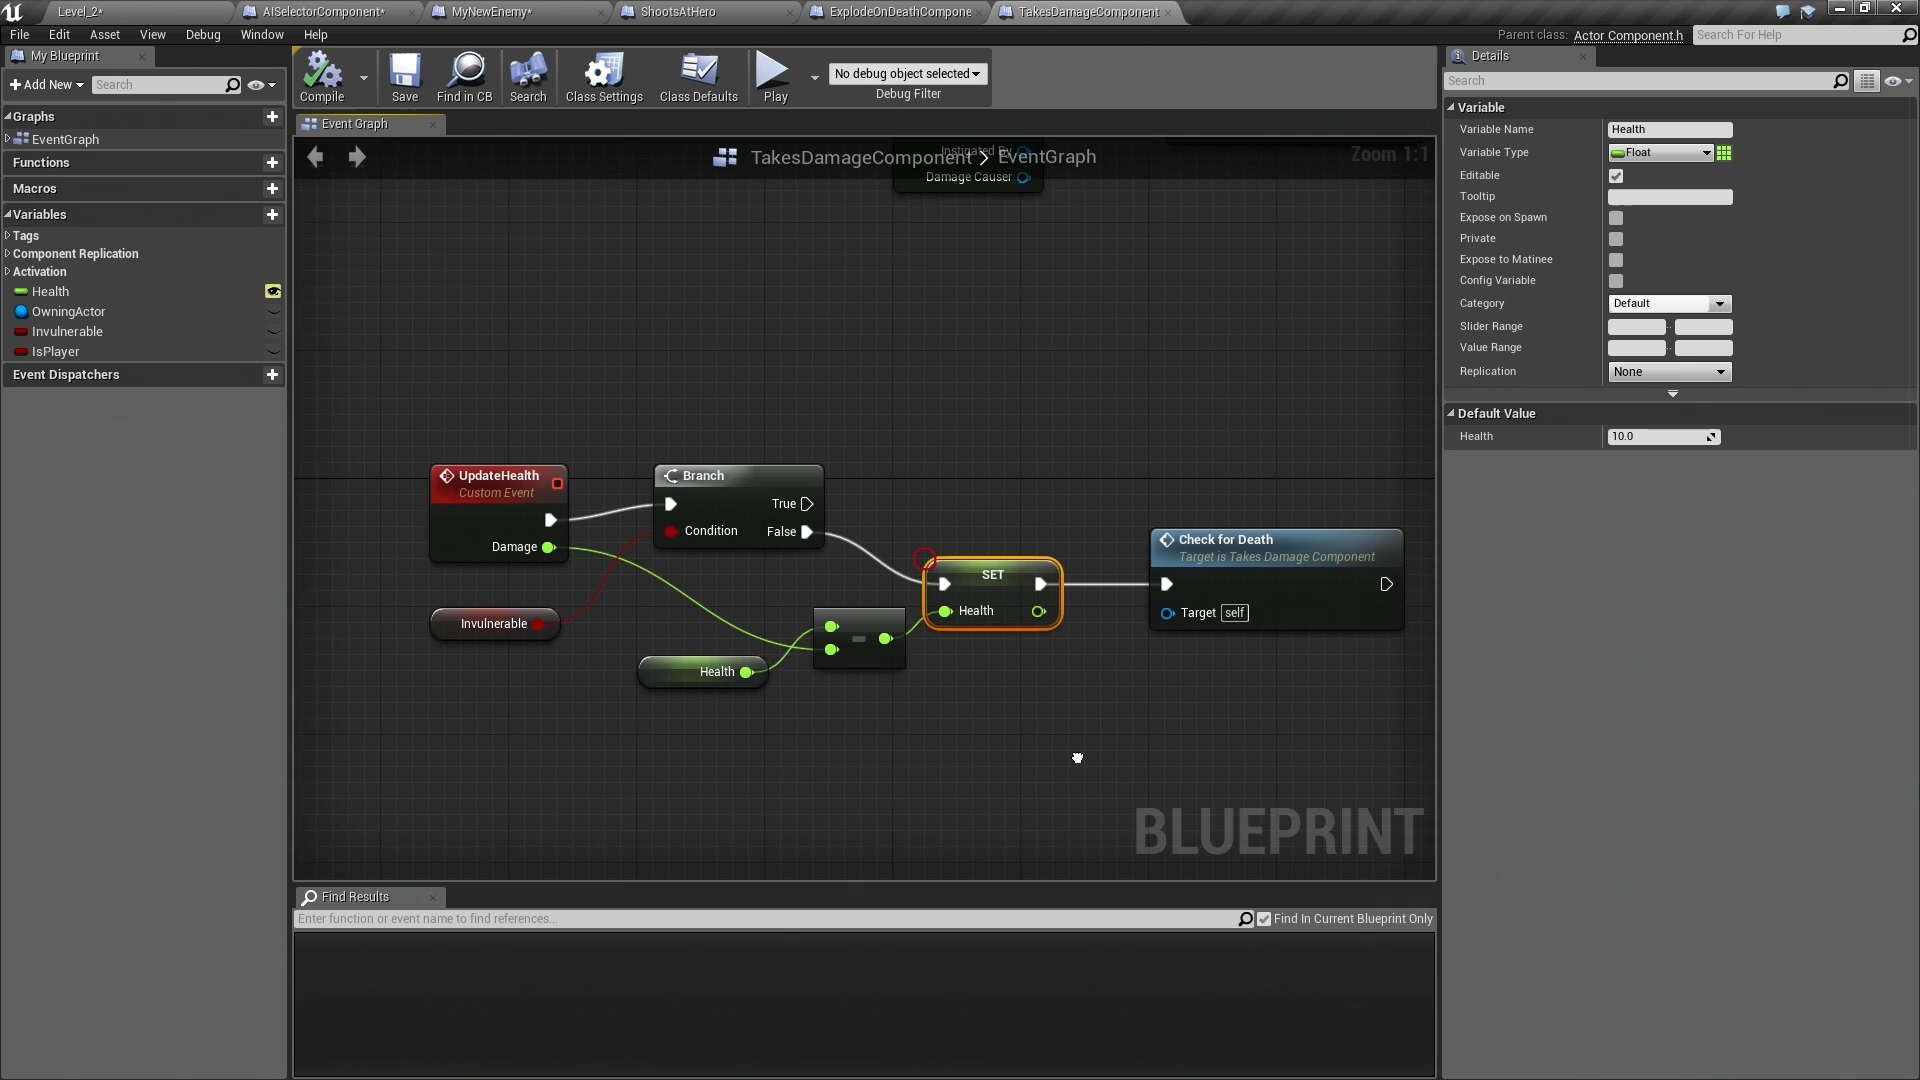 Level_2*
AISelectorComponent*
MyNewEnemy*
ShootsAtHero
ExplodeOnDeathCompone
TakesDamageComponent
File Edit Asset View Debug Window Help
Parent class: Actor Component.h
Search For Help
My Blueprint
Add New
Search
Graphs
EventGraph
Functions
Macros
Variables
Tags
Component Replication
Activation
Health
OwningActor
Invulnerable
IsPlayer
Event Dispatchers
Compile
Save
Find in CB
Search
Class Settings
Class Defaults
Play
No debug object selected
Debug Filter
Event Graph
TakesDamageComponent > EventGraph
Zoom 1:1
Instigated By
Damage Causer
UpdateHealth
Custom Event
Damage
Invulnerable
Branch
True
Condition
False
Health
SET
Health
Check for Death
Target is Takes Damage Component
Target self
BLUEPRINT
Find Results
Enter function or event name to find references...
Find In Current Blueprint Only
Details
Search
Variable
Variable Name Health
Variable Type Float
Editable
Tooltip
Expose on Spawn
Private
Expose to Matinee
Config Variable
Category Default
Slider Range
Value Range
Replication None
Default Value
Health 10.0